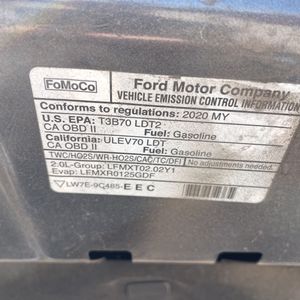 FoMoCo
Ford Motor Company
VEHICLE EMISSION CONTROL INFORMATION
Conforms to regulations: 2020 MY
U.S. EPA: T3B70 LDT2
CA OBD II Fuel: Gasoline
California: ULEV70 LDT
CA OBD II Fuel: Gasoline
TWC/HO2S/WR-HO2S/CAC/TC/DFI No adjustments needed.
2.0L-Group: LFMXT02.02Y1
Evap: LFMXR0125GDF
LW7E-9C485-EEC